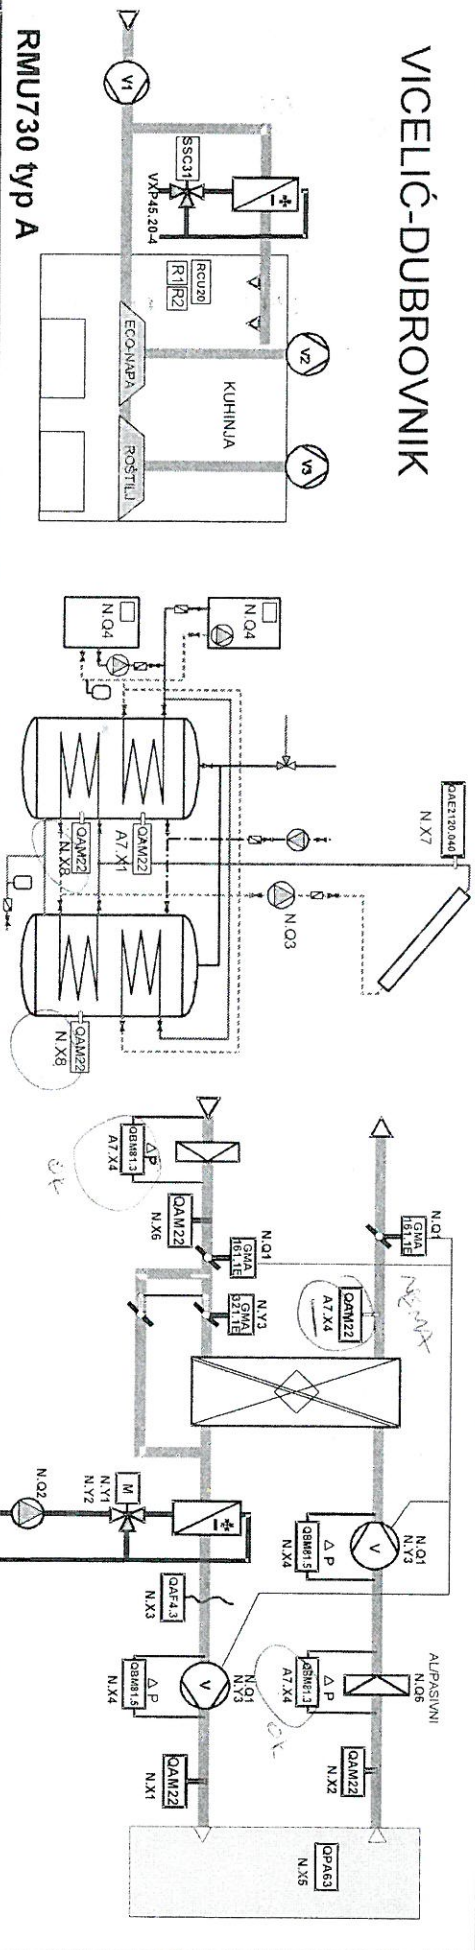 VICELIĆ-DUBROVNIK
V1
SSC31
VXP45.20-4
RCU20
R1 R2
V2
V3
KUHINJA
ECO-NAPA
ROŠTILJ
RMU730 typ A
N.Q4
N.Q4
QAM22
A7.X1
QAM22
N.X8
QAM22
N.X8
N.Q3
QAE2120.040
N.X7
N.Q1
GMA
161.1E
NEMA
QAM22
A7.X4
N.Q1
N.Y3
V
Δ P
QBM81.5
N.X4
AL/PASIVNI
N.Q6
Δ P
QBM81.3
A7.X4
OK
QAM22
N.X2
Δ P
QBM81.3
A7.X4
OK
QAM22
N.X6
N.Q1
GMA
161.1E
N.Y3
GMA
321.1E
M
N.Y1
N.Y2
N.Q2
QAF4.3
N.X3
N.Q1
N.Y3
V
Δ P
QBM81.5
N.X4
QAM22
N.X1
QPA63
N.X5